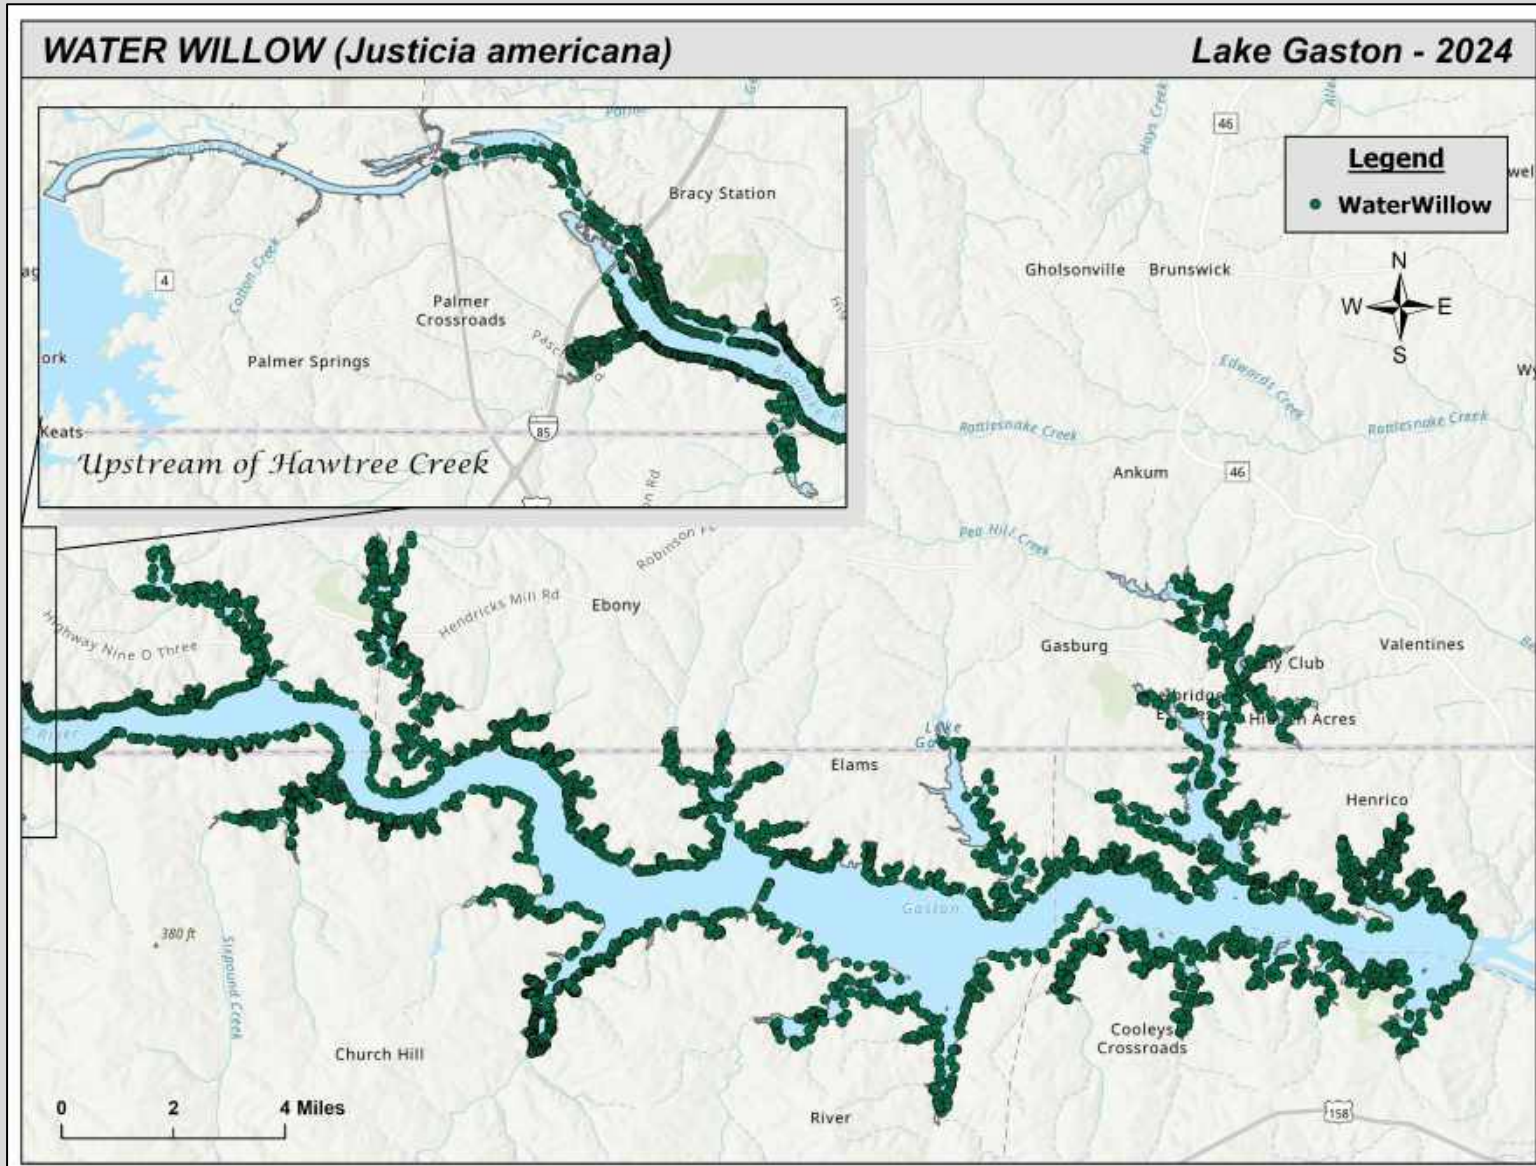 WATER WILLOW (Justicia americana)
Lake Gaston - 2024
Legend
WaterWillow
N
W E
S
46
Hays Creek
Bracy Station
4
Cotton Creek
Palmer
Crossroads
Palmer Springs
85
Keats
Upstream of Hawtree Creek
Gholsonville
Brunswick
Edwards Creek
Rattlesnake Creek
Rattlesnake Creek
Ankum
46
Pea Hill Creek
Highway Nine O Three
Hendricks Mill Rd
Ebony
Gasburg
Valentines
Elams
Henrico
Gaston
380 ft
Sixpound Creek
Church Hill
Cooleys
Crossroads
River
158
0 2 4 Miles